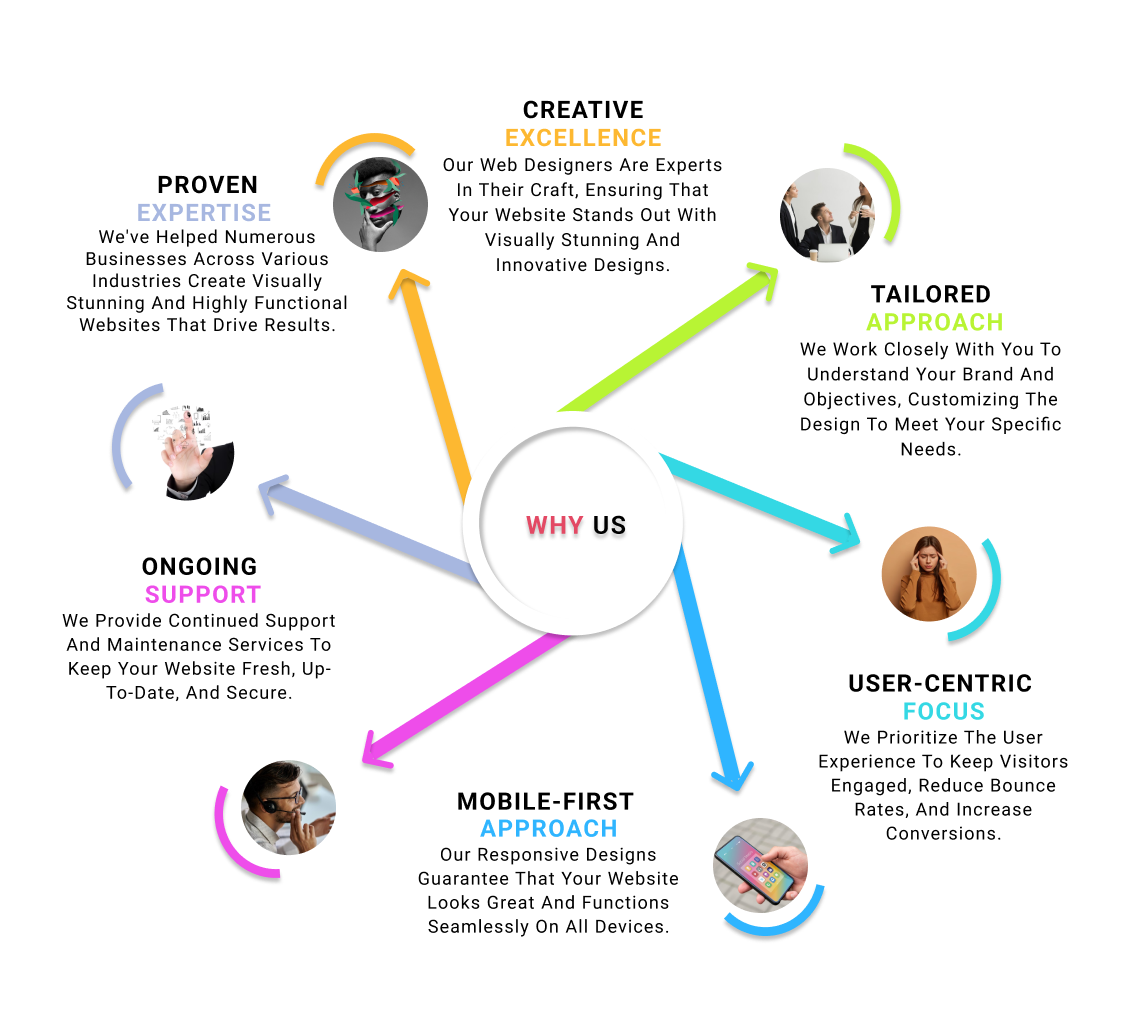 CREATIVE
EXCELLENCE
Our Web Designers Are Experts
In Their Craft, Ensuring That
Your Website Stands Out With
Visually Stunning And
Innovative Designs.
PROVEN
EXPERTISE
We've Helped Numerous
Businesses Across Various
Industries Create Visually
Stunning And Highly Functional
Websites That Drive Results.
TAILORED
APPROACH
We Work Closely With You To
Understand Your Brand And
Objectives, Customizing The
Design To Meet Your Specific
Needs.
WHY US
ONGOING
SUPPORT
We Provide Continued Support
And Maintenance Services To
Keep Your Website Fresh, Up-
To-Date, And Secure.
USER-CENTRIC
FOCUS
We Prioritize The User
Experience To Keep Visitors
Engaged, Reduce Bounce
Rates, And Increase
Conversions.
MOBILE-FIRST
APPROACH
Our Responsive Designs
Guarantee That Your Website
Looks Great And Functions
Seamlessly On All Devices.